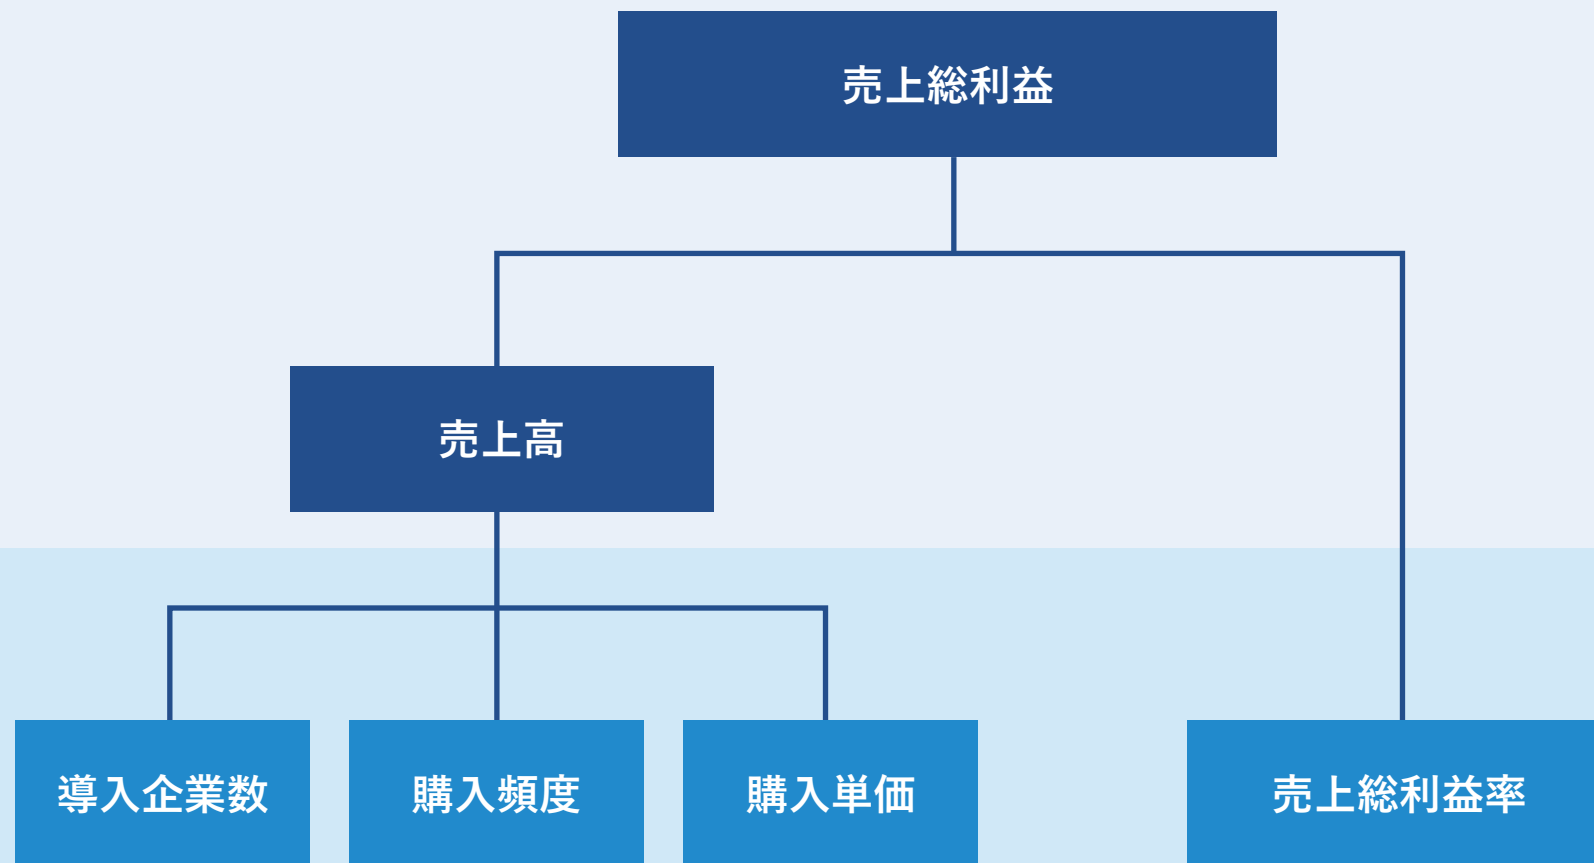 売上総利益
売上高
導入企業数
購入頻度
購入単価
売上総利益率